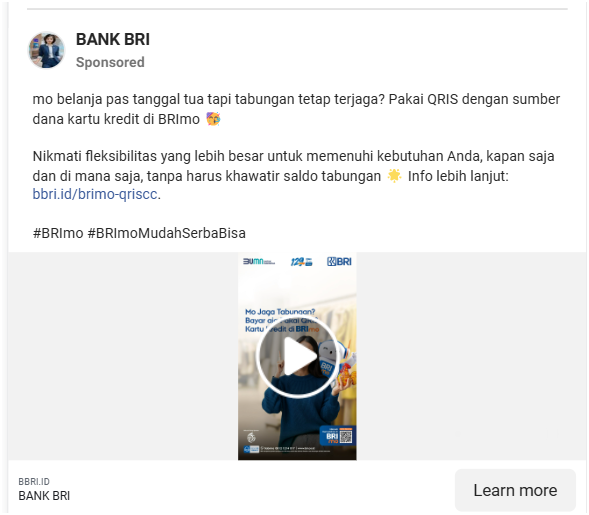 BANK BRI
Sponsored
mo belanja pas tanggal tua tapi tabungan tetap terjaga? Pakai QRIS dengan sumber
dana kartu kredit di BRImo 🥳
Nikmati fleksibilitas yang lebih besar untuk memenuhi kebutuhan Anda, kapan saja
dan di mana saja, tanpa harus khawatir saldo tabungan 🌟 Info lebih lanjut:
bbri.id/brimo-qriscc.
#BRImo #BRImoMudahSerbaBisa
BUMN
129
BRI
Mo Jaga Tabungan?
Bayar Pakai
Kartu Kredit di BRImo
BRI
BBRI.ID
BANK BRI
Learn more